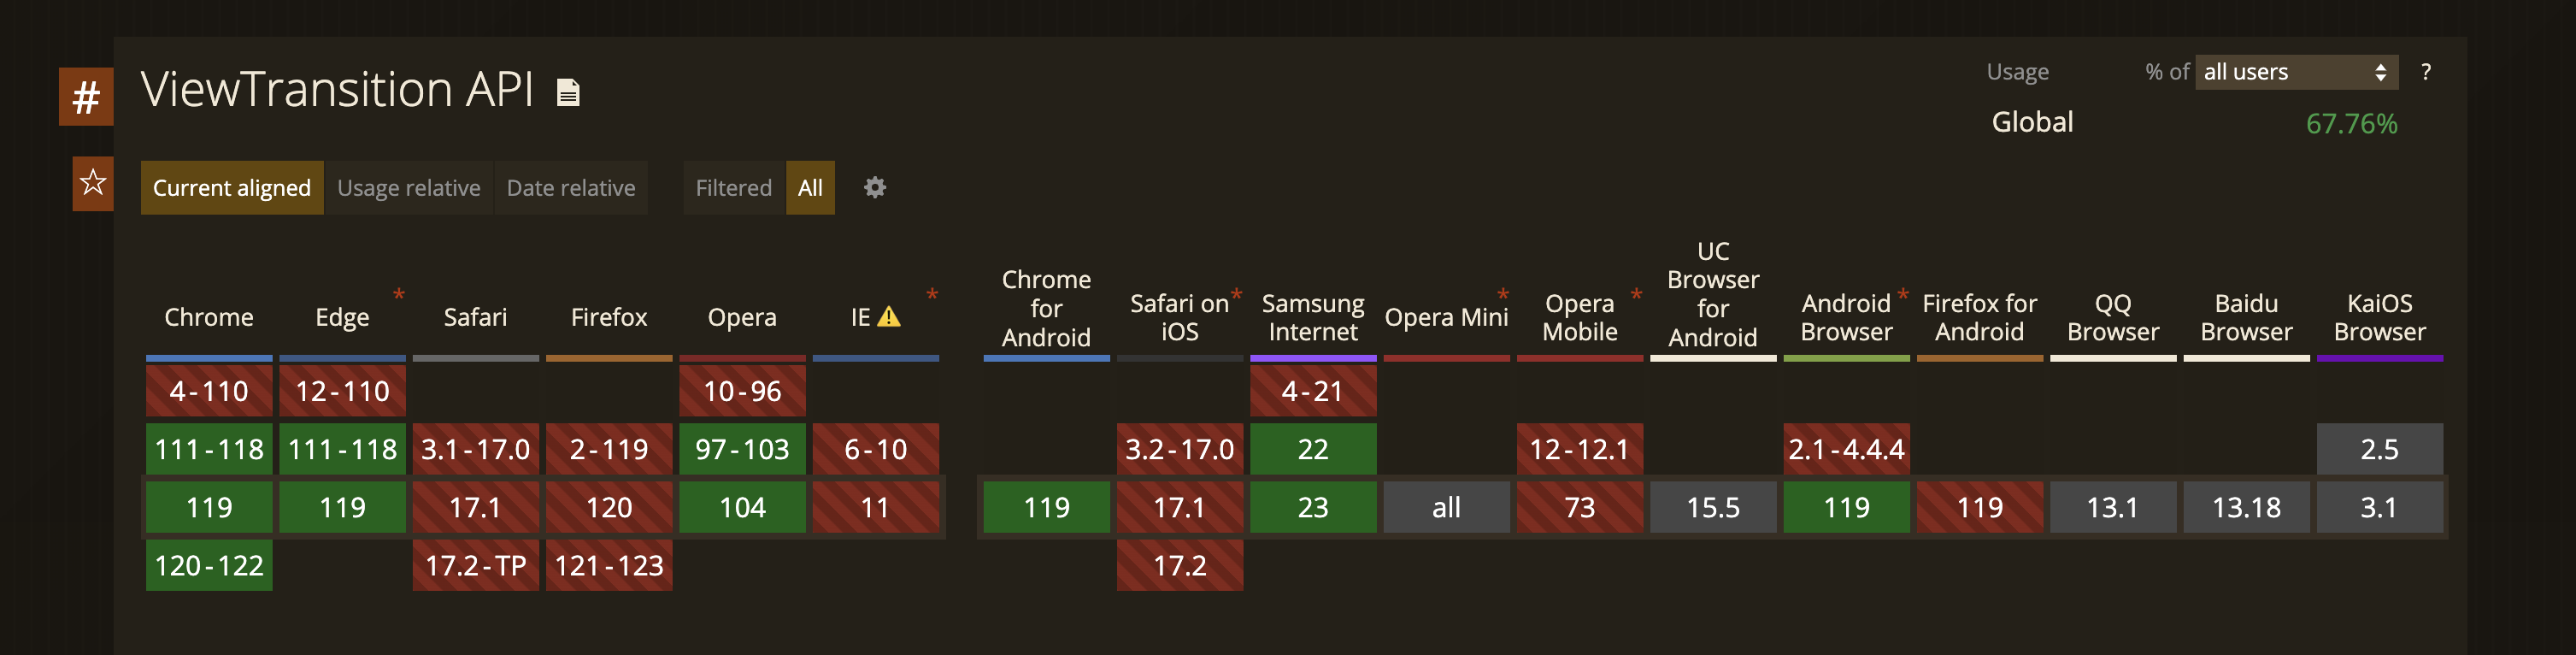 #
ViewTransition API
Usage % of all users ?
Global 67.76%
Current aligned Usage relative Date relative Filtered All
Chrome
Edge *
Safari
Firefox
Opera
IE *
Chrome for Android
Safari on iOS *
Samsung Internet
Opera Mini *
Opera Mobile *
UC Browser for Android
Android Browser *
Firefox for Android
QQ Browser
Baidu Browser
KaiOS Browser
4-110 12-110 10-96 4-21
111-118 111-118 3.1-17.0 2-119 97-103 6-10 3.2-17.0 22 12-12.1 2.1-4.4.4 2.5
119 119 17.1 120 104 11 119 17.1 23 all 73 15.5 119 119 13.1 13.18 3.1
120-122 17.2-TP 121-123 17.2